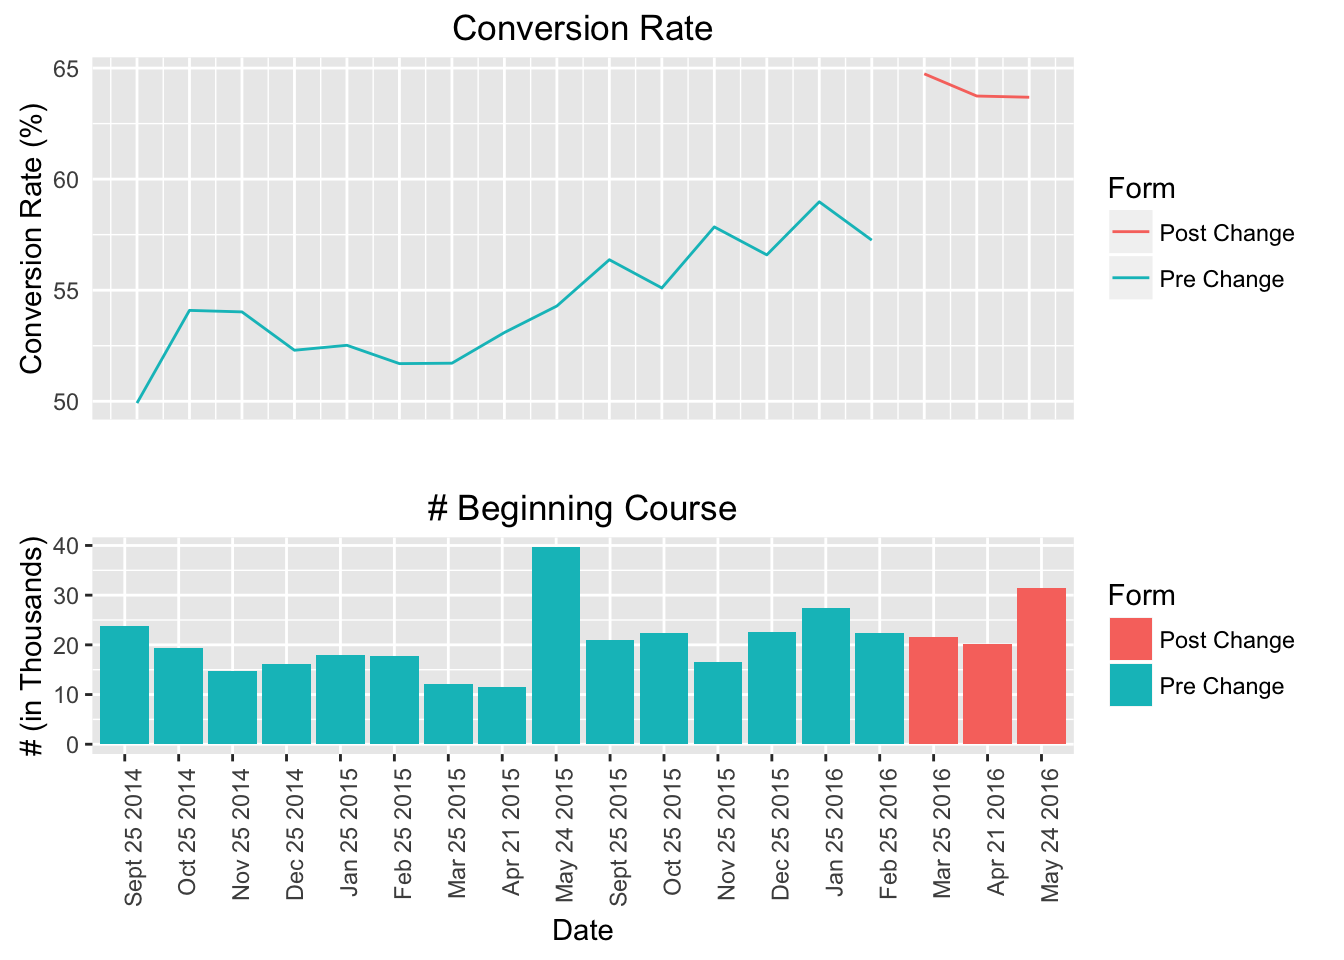 Conversion Rate
Conversion Rate (%)
65
60
55
50
Form
Post Change
Pre Change
# Beginning Course
# (in Thousands)
40
30
20
10
0
Form
Post Change
Pre Change
Sept 25 2014
Oct 25 2014
Nov 25 2014
Dec 25 2014
Jan 25 2015
Feb 25 2015
Mar 25 2015
Apr 21 2015
May 24 2015
Sept 25 2015
Oct 25 2015
Nov 25 2015
Dec 25 2015
Jan 25 2016
Feb 25 2016
Mar 25 2016
Apr 21 2016
May 24 2016
Date